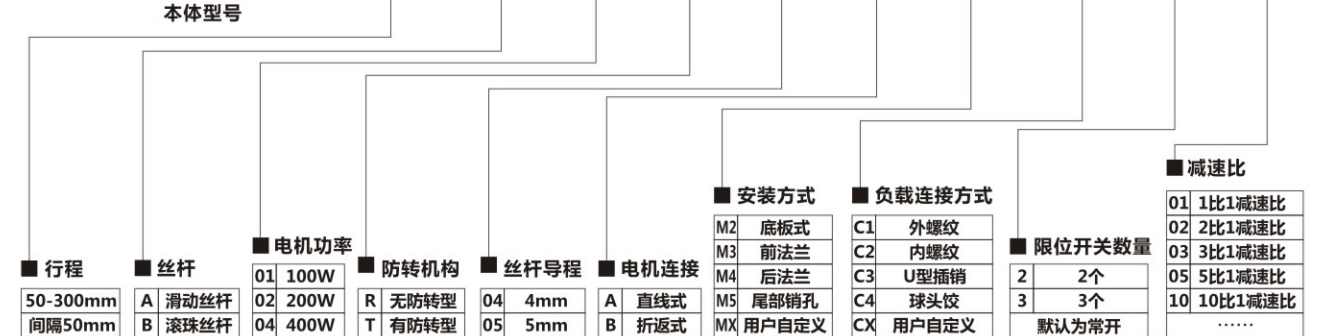 本体型号
■ 行程
50-300mm
间隔50mm
■ 丝杆
A 滑动丝杆
B 滚珠丝杆
■ 电机功率
01 100W
02 200W
04 400W
■ 防转机构
R 无防转型
T 有防转型
■ 丝杆导程
04 4mm
05 5mm
■ 电机连接
A 直线式
B 折返式
■ 安装方式
M2 底板式
M3 前法兰
M4 后法兰
M5 尾部销孔
MX 用户自定义
■ 负载连接方式
C1 外螺纹
C2 内螺纹
C3 U型插销
C4 球头饺
CX 用户自定义
■ 限位开关数量
2 2个
3 3个
默认为常开
■ 减速比
01 1比1减速比
02 2比1减速比
03 3比1减速比
05 5比1减速比
10 10比1减速比
……